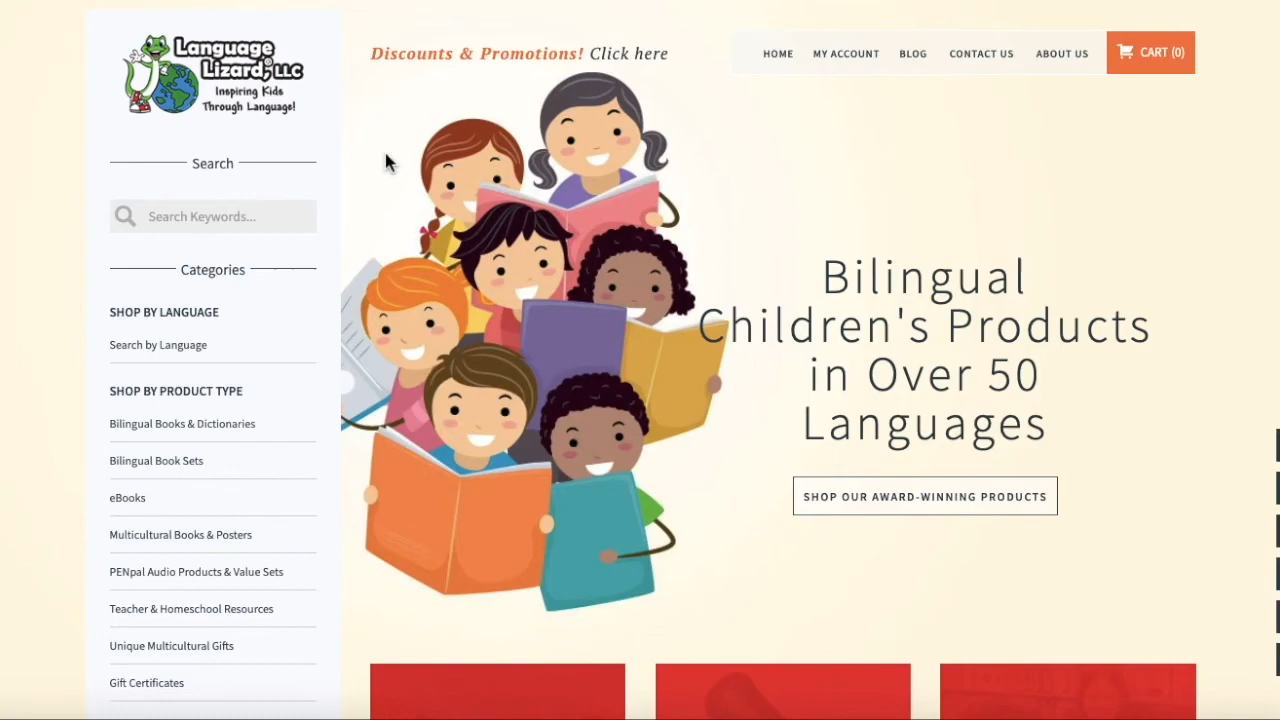 Language
Lizard, LLC
Inspiring Kids
Through Language!
Search
Search Keywords...
Categories
SHOP BY LANGUAGE
Search by Language
SHOP BY PRODUCT TYPE
Bilingual Books & Dictionaries
Bilingual Book Sets
eBooks
Multicultural Books & Posters
PENpal Audio Products & Value Sets
Teacher & Homeschool Resources
Unique Multicultural Gifts
Gift Certificates
Discounts & Promotions! Click here
HOME MY ACCOUNT BLOG CONTACT US ABOUT US CART (0)
Bilingual
Children's Products
in Over 50
Languages
SHOP OUR AWARD-WINNING PRODUCTS